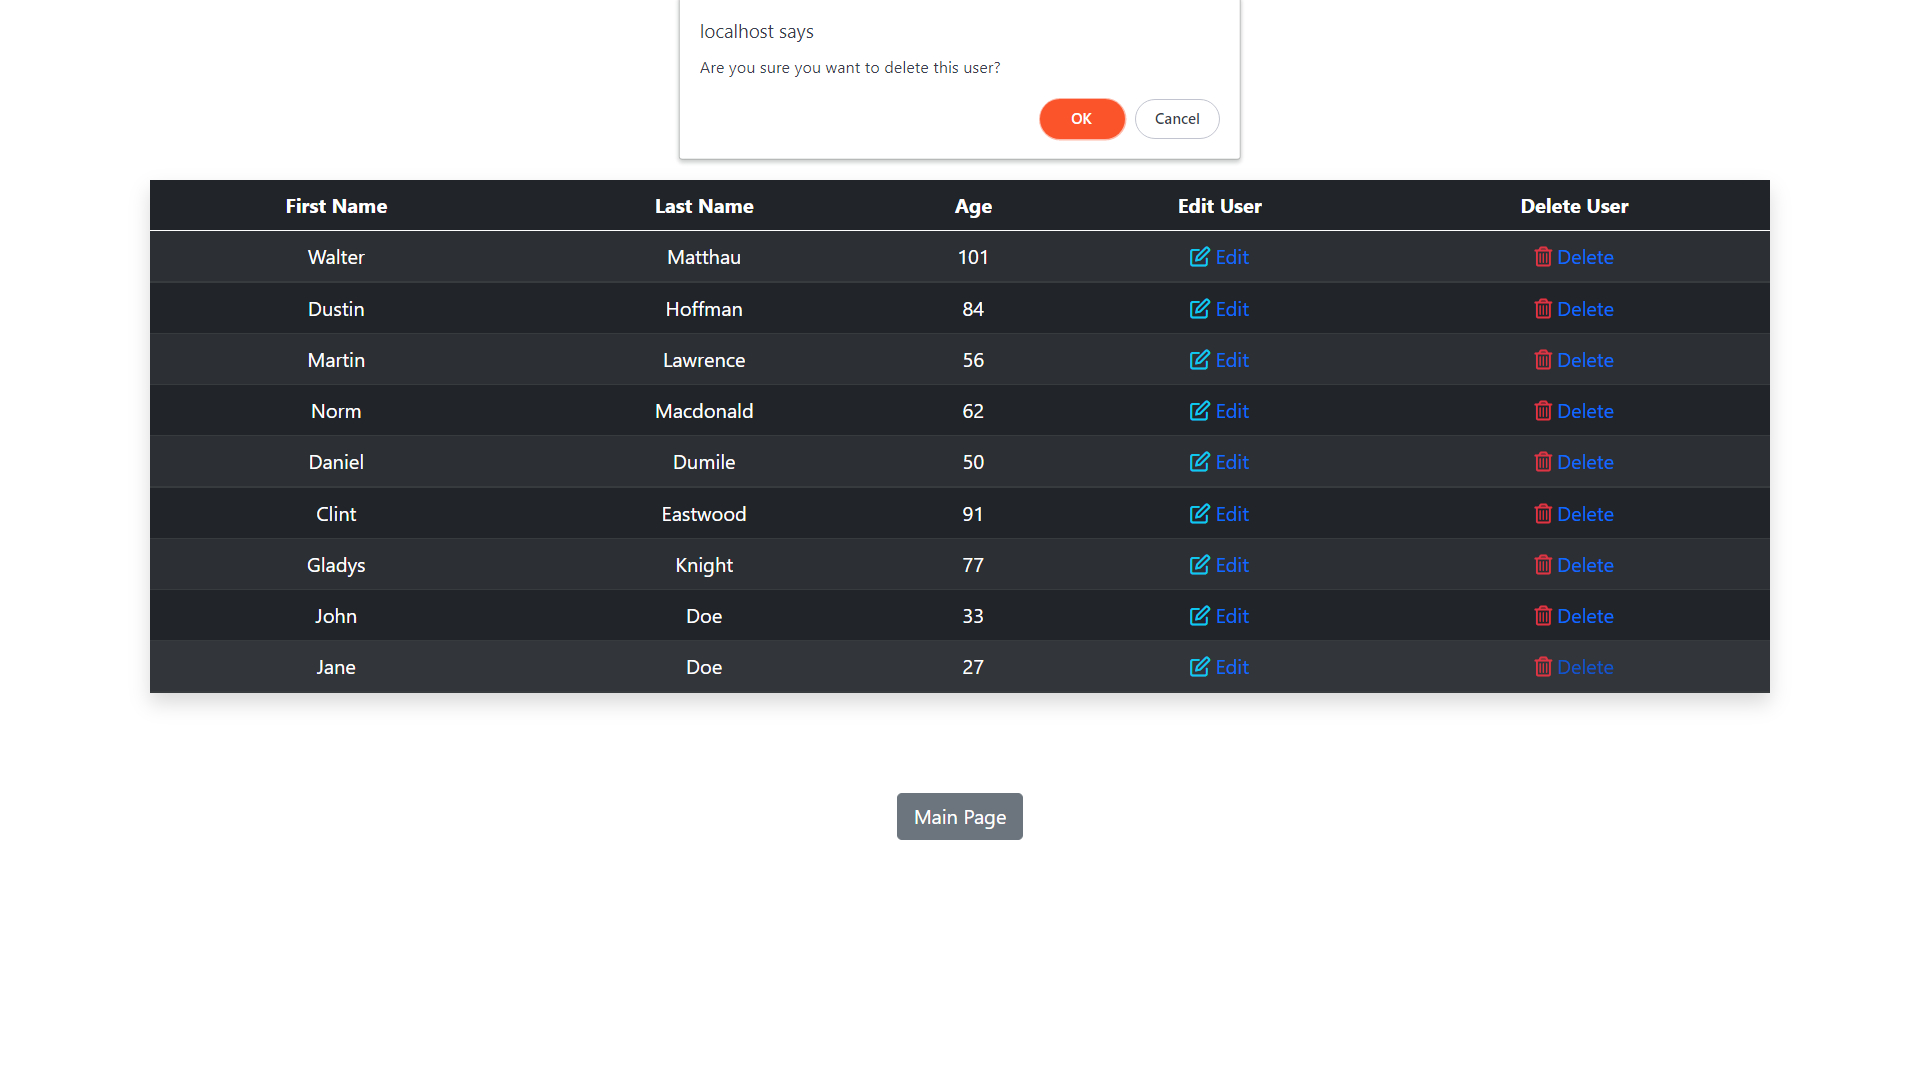 localhost says
Are you sure you want to delete this user?
OK Cancel
First Name Last Name Age Edit User Delete User
Walter Matthau 101 Edit Delete
Dustin Hoffman 84 Edit Delete
Martin Lawrence 56 Edit Delete
Norm Macdonald 62 Edit Delete
Daniel Dumile 50 Edit Delete
Clint Eastwood 91 Edit Delete
Gladys Knight 77 Edit Delete
John Doe 33 Edit Delete
Jane Doe 27 Edit Delete
Main Page